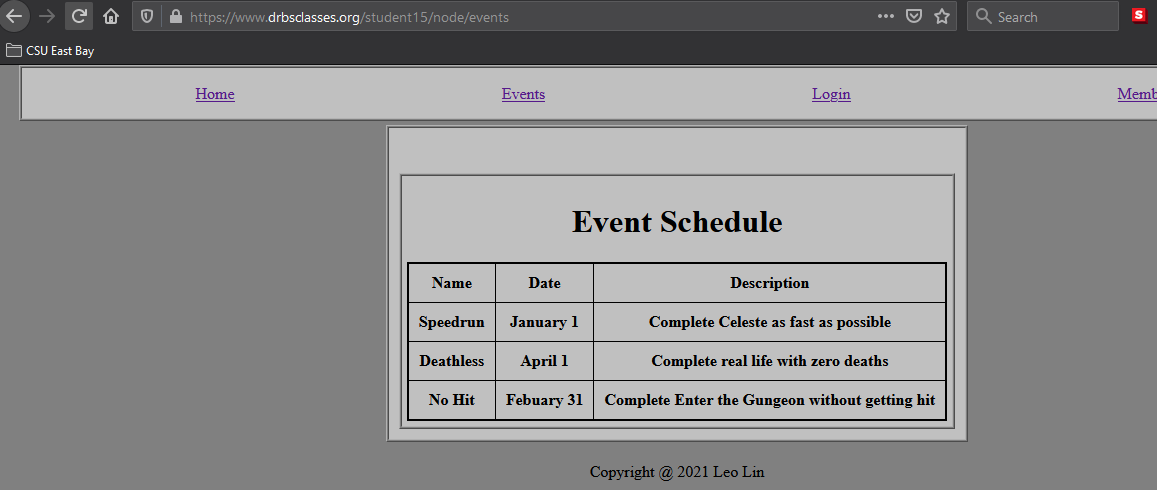 https://www.drbsclasses.org/student15/node/events
Search
S
CSU East Bay
Home Events Login Memb
Event Schedule
Name Date Description
Speedrun January 1 Complete Celeste as fast as possible
Deathless April 1 Complete real life with zero deaths
No Hit Febuary 31 Complete Enter the Gungeon without getting hit
Copyright @ 2021 Leo Lin